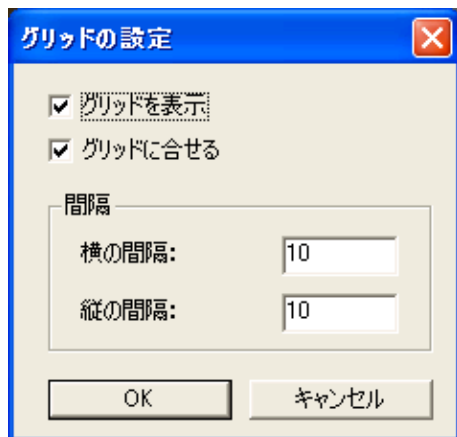 グリッドの設定
グリッドを表示
グリッドに合せる
間隔
横の間隔: 10
縦の間隔: 10
OK キャンセル